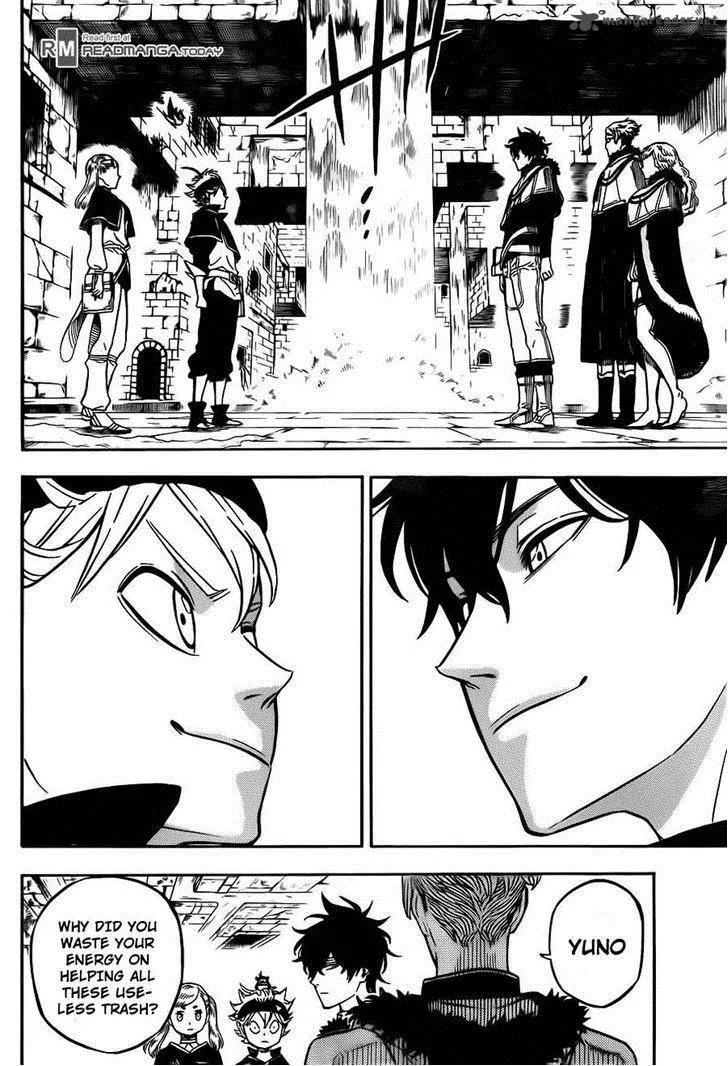 RM
Read first at
READMANGA.TODAY
YUNO
WHY DID YOU
WASTE YOUR
ENERGY ON
HELPING ALL
THESE USE-
LESS TRASH?